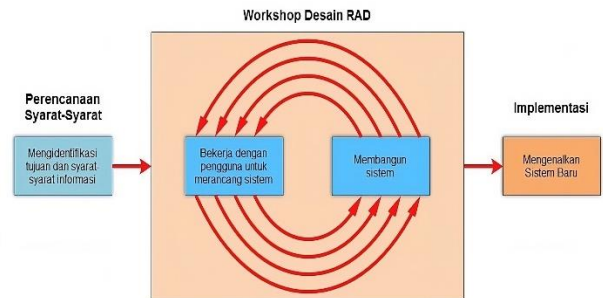 Workshop Desain RAD
Perencanaan
Syarat-Syarat
Mengidentifikasi
tujuan dan syarat
syarat informasi
Bekerja dengan
pengguna untuk
merancang sistem
Membangun
sistem
Implementasi
Mengenalkan
Sistem Baru